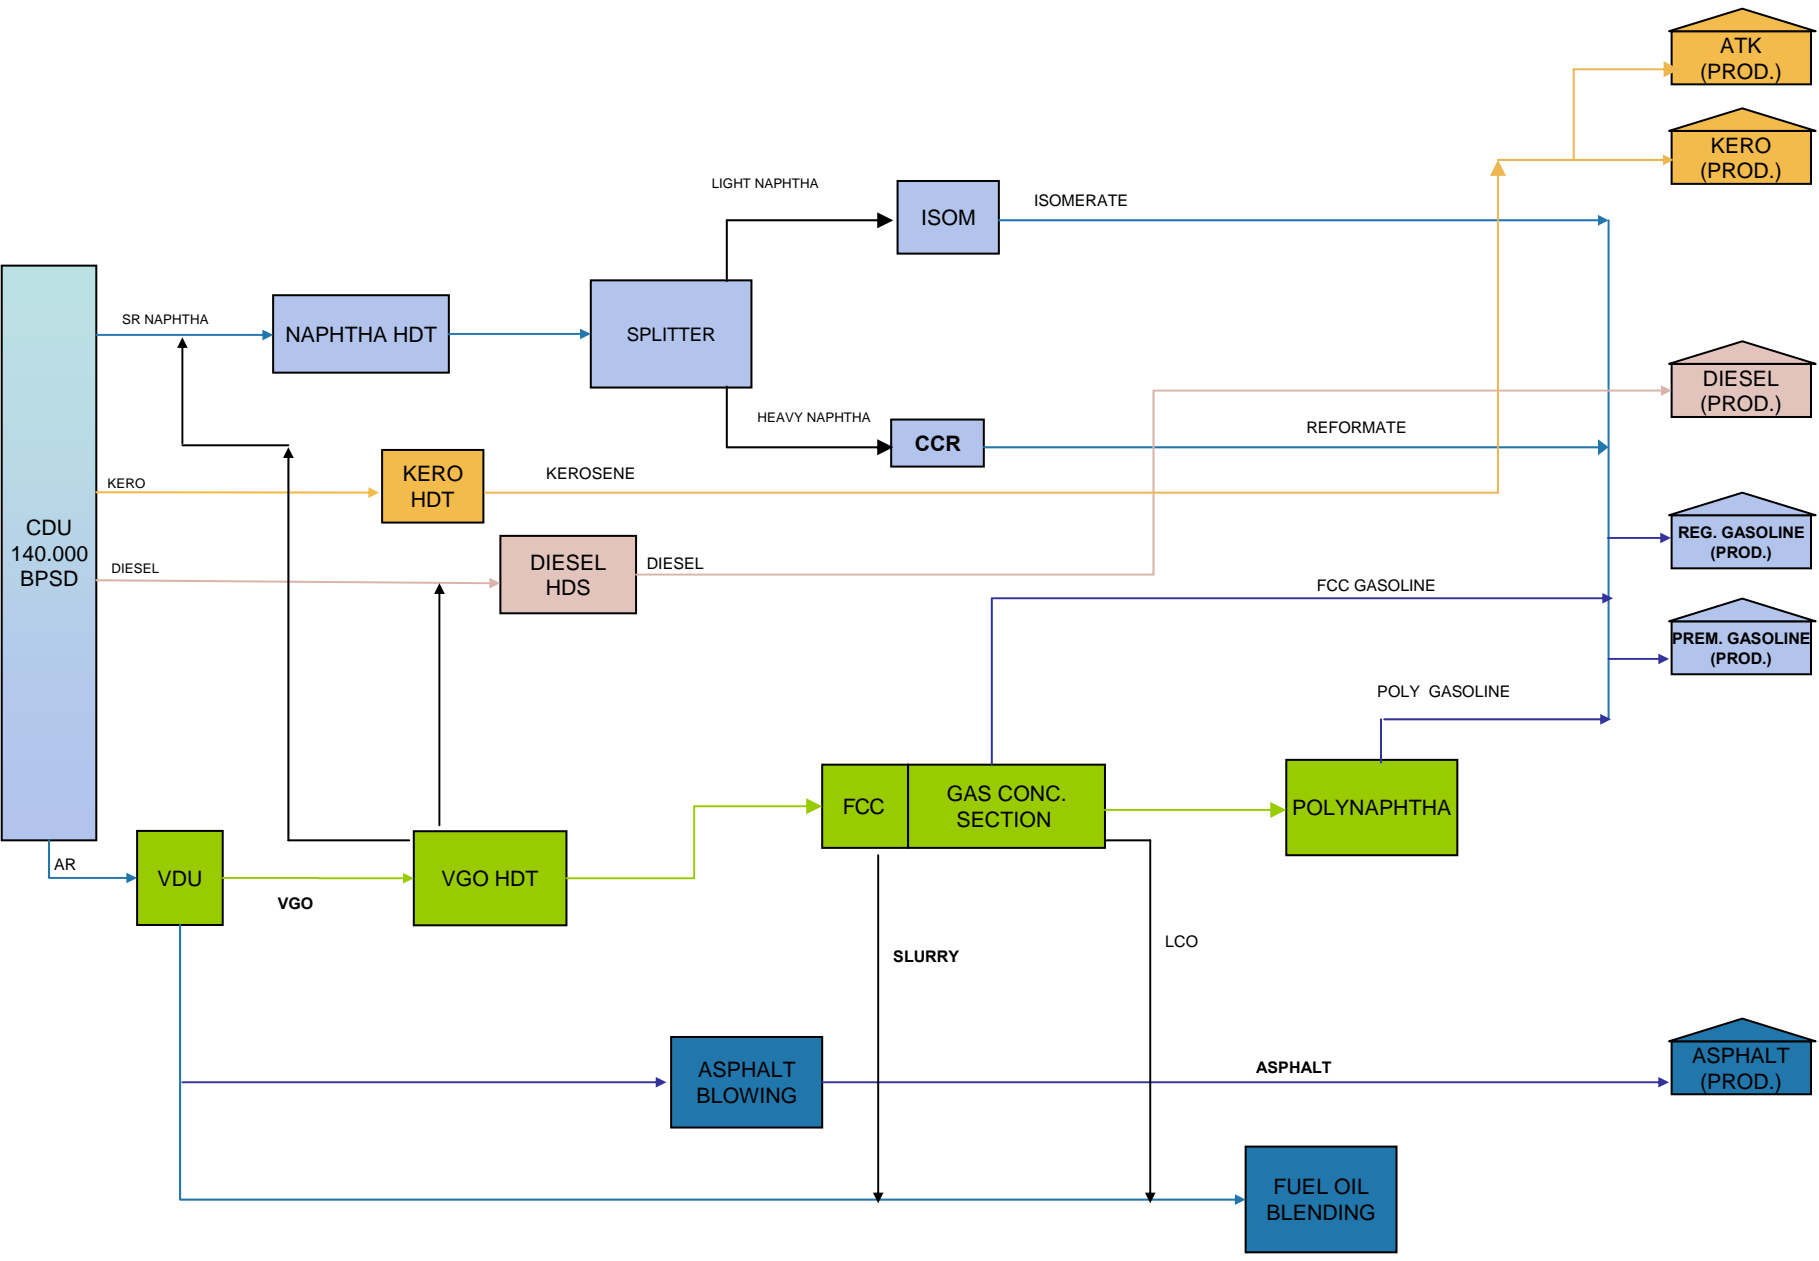 ATK
(PROD.)
KERO
(PROD.)
LIGHT NAPHTHA
ISOM
ISOMERATE
SR NAPHTHA
NAPHTHA HDT
SPLITTER
DIESEL
(PROD.)
HEAVY NAPHTHA
CCR
REFORMATE
KERO
KERO
HDT
KEROSENE
CDU
140.000
BPSD
DIESEL
DIESEL
HDS
DIESEL
REG. GASOLINE
(PROD.)
FCC GASOLINE
PREM. GASOLINE
(PROD.)
POLY GASOLINE
FCC
GAS CONC.
SECTION
POLYNAPHTHA
AR
VDU
VGO
VGO HDT
SLURRY
LCO
ASPHALT
BLOWING
ASPHALT
ASPHALT
(PROD.)
FUEL OIL
BLENDING